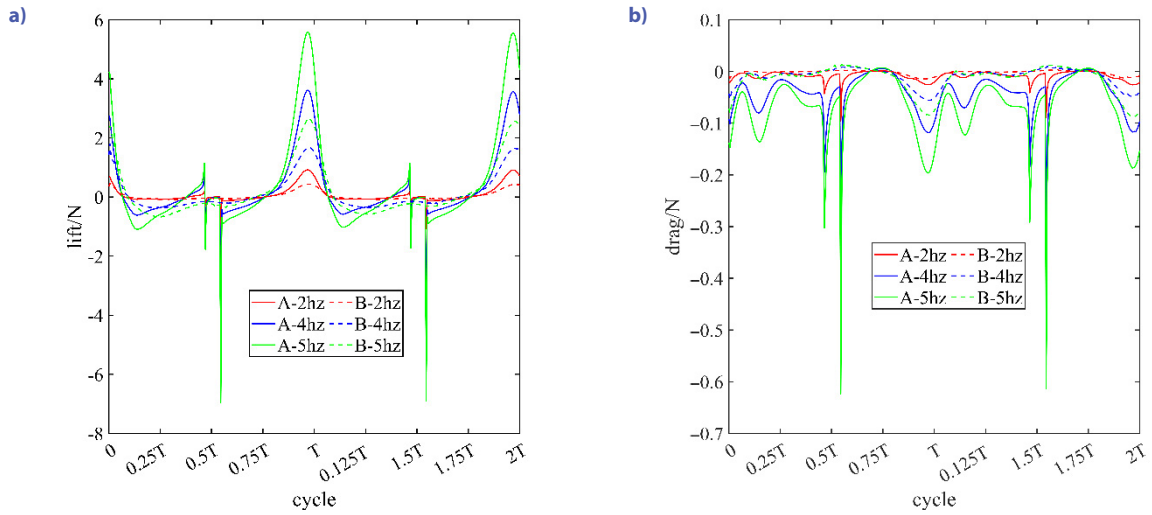 a)
6
4
2
0
-2
-4
-6
-8
lift/N
A-2hz B-2hz
A-4hz B-4hz
A-5hz B-5hz
0 0.25T 0.5T 0.75T T 0.125T 1.5T 1.75T 2T
cycle
b)
0.1
0
-0.1
-0.2
-0.3
-0.4
-0.5
-0.6
-0.7
drag/N
A-2hz B-2hz
A-4hz B-4hz
A-5hz B-5hz
0 0.25T 0.5T 0.75T T 0.125T 1.5T 1.75T 2T
cycle